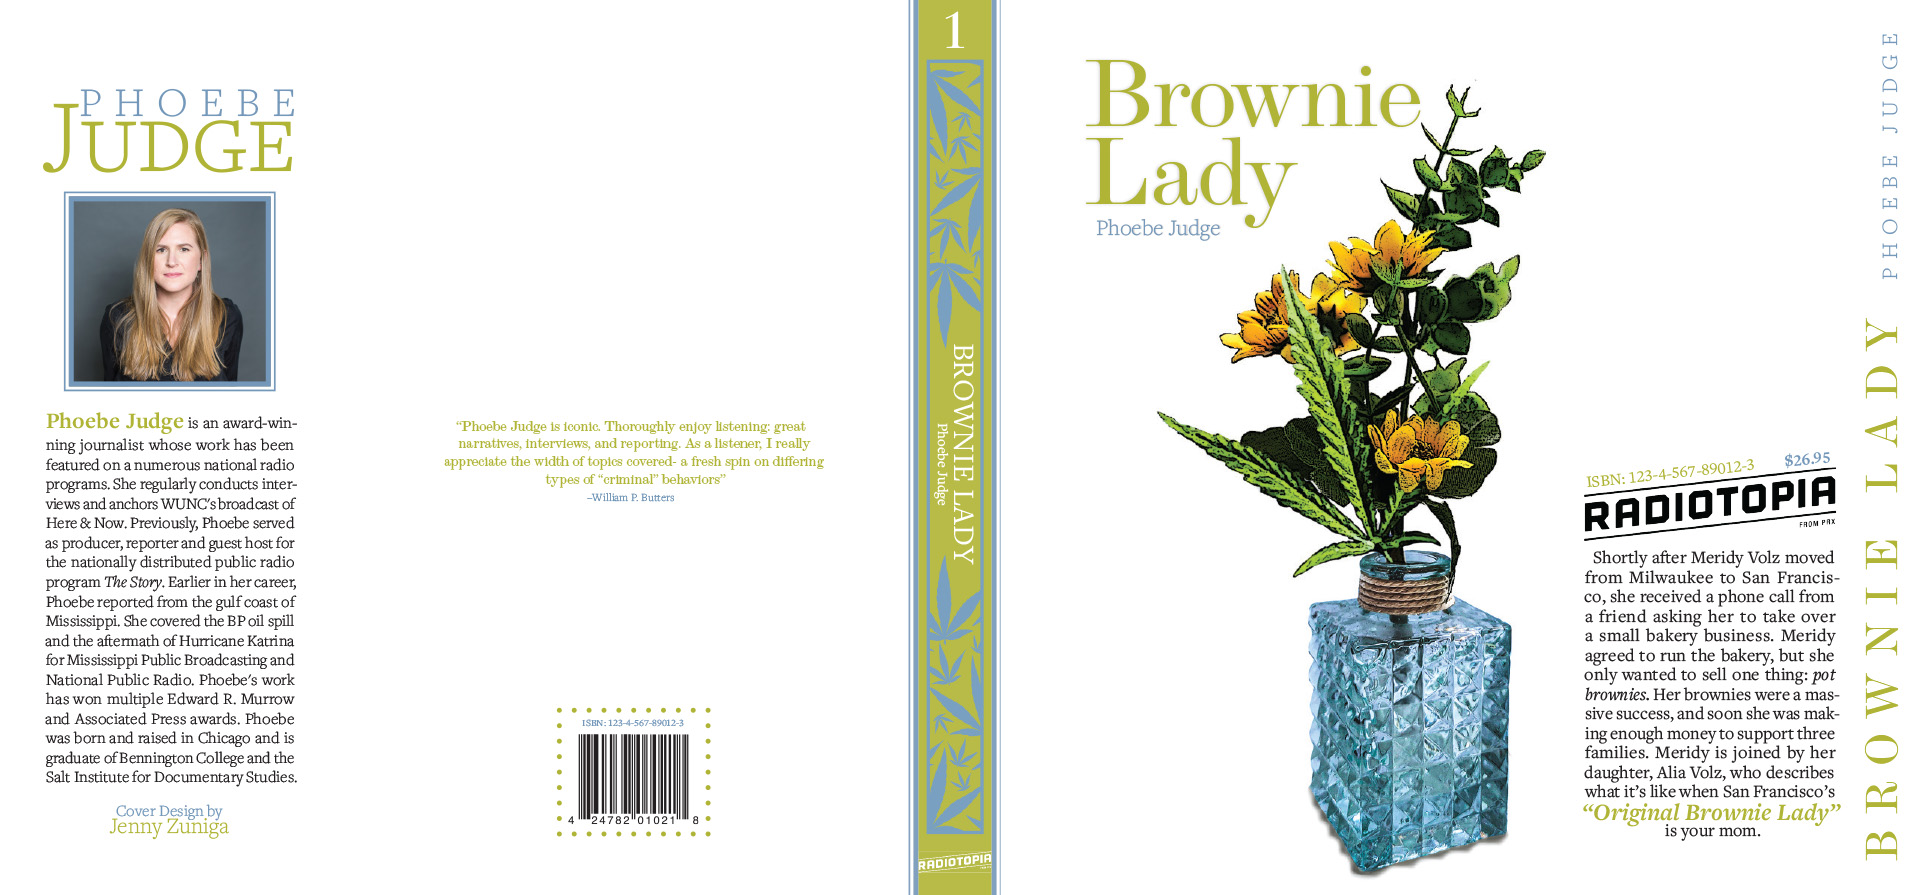 PHOEBE
JUDGE
Phoebe Judge is an award-win-
ning journalist whose work has been
featured on a numerous national radio
programs. She regularly conducts inter-
views and anchors WUNC's broadcast of
Here & Now. Previously, Phoebe served
as producer, reporter and guest host for
the nationally distributed public radio
program The Story. Earlier in her career,
Phoebe reported from the gulf coast of
Mississippi. She covered the BP oil spill
and the aftermath of Hurricane Katrina
for Mississippi Public Broadcasting and
National Public Radio. Phoebe's work
has won multiple Edward R. Murrow
and Associated Press awards. Phoebe
was born and raised in Chicago and is
graduate of Bennington College and the
Salt Institute for Documentary Studies.
Cover Design by
Jenny Zuniga
“Phoebe Judge is iconic. Thoroughly enjoy listening: great
narratives, interviews, and reporting. As a listener, I really
appreciate the width of topics covered- a fresh spin on differing
types of “criminal” behaviors”
–William P. Butters
ISBN: 123-4-567-89012-3
4 24782 01021 8
1
BROWNIE LADY
Phoebe Judge
RADIOTOPIA
Brownie
Lady
Phoebe Judge
ISBN: 123-4-567-89012-3 $26.95
RADIOTOPIA
FROM PRX
Shortly after Meridy Volz moved
from Milwaukee to San Francis-
co, she received a phone call from
a friend asking her to take over
a small bakery business. Meridy
agreed to run the bakery, but she
only wanted to sell one thing: pot
brownies. Her brownies were a mas-
sive success, and soon she was mak-
ing enough money to support three
families. Meridy is joined by her
daughter, Alia Volz, who describes
what it’s like when San Francisco’s
“Original Brownie Lady”
is your mom.
BROWNIE LADY PHOEBE JUDGE